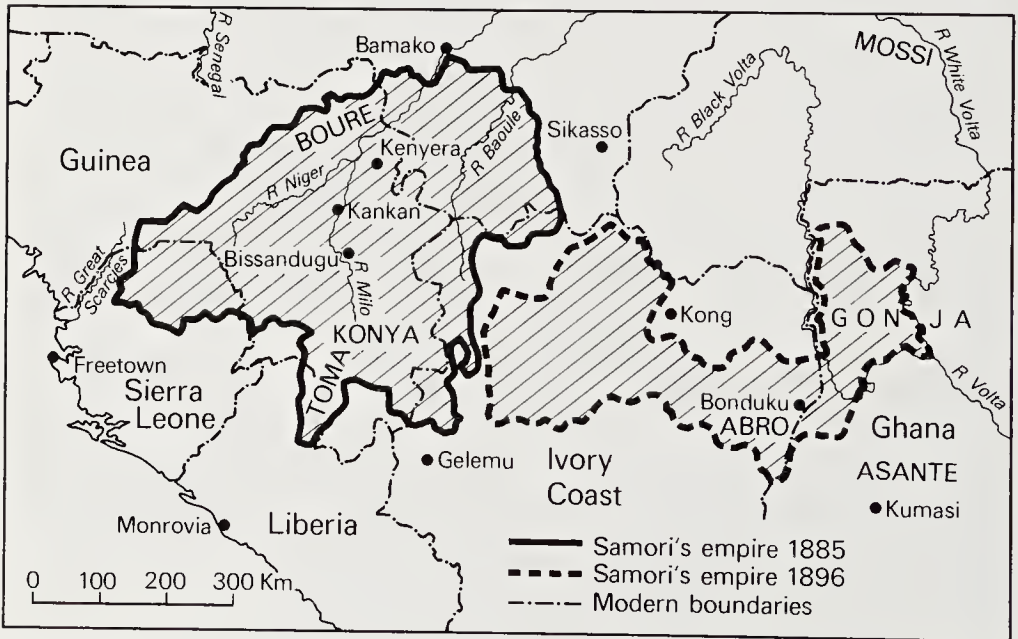 R Senegal
Bamako
MOSSI
R White Volta
R Black Volta
BOURE
R Baoule
Sikasso
Guinea
Kenyera
R Niger
Kankan
R Great
Scarcies
Bissandugu
R Milo
Kong
GONJA
KONYA
Freetown
TOMA
Sierra
Leone
R Volta
Bonduku
ABRO
Ghana
Gelemu
Ivory
Coast
ASANTE
Kumasi
Monrovia
Liberia
Samori's empire 1885
Samori's empire 1896
0 100 200 300 Km
Modern boundaries